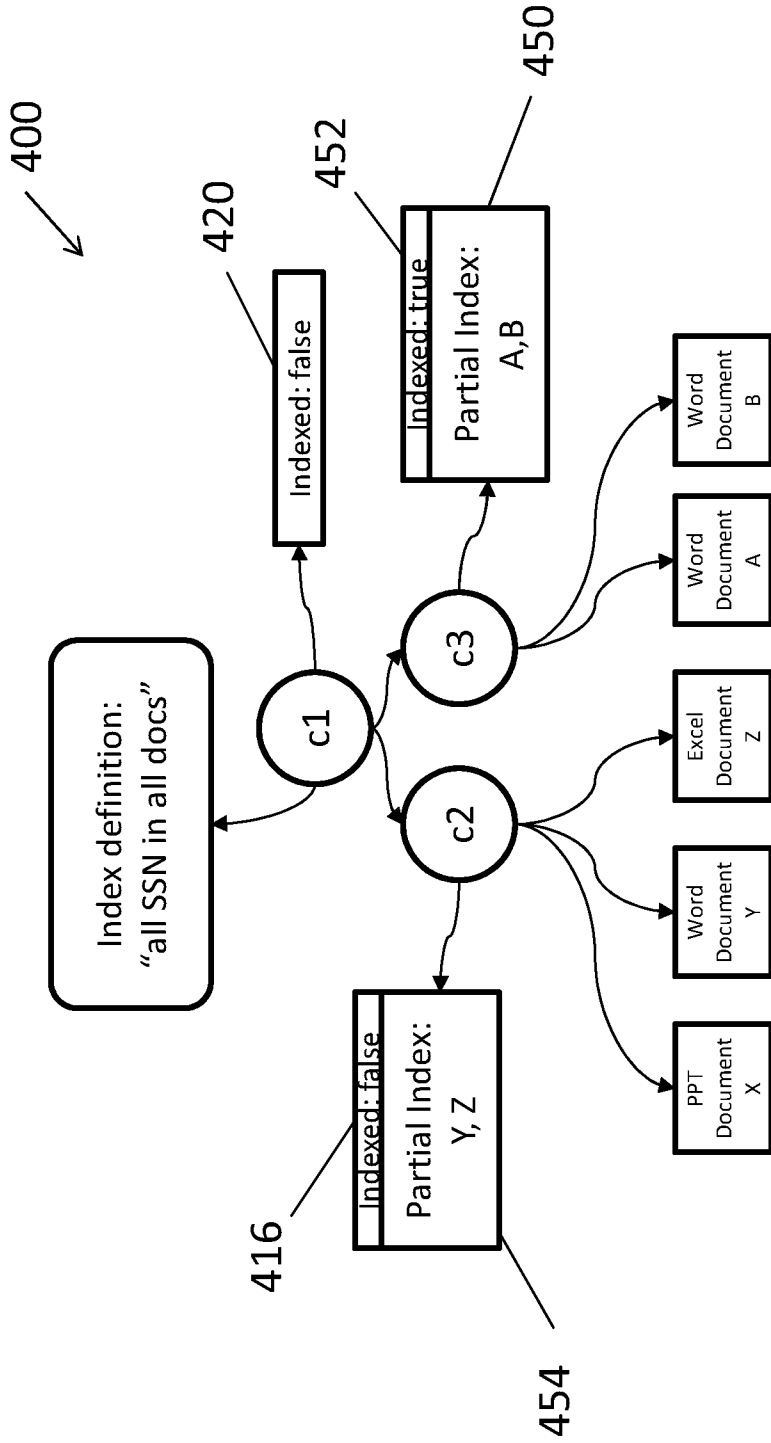 400
Index definition:
“all SSN in all docs”
420
Indexed: false
c1
452
Indexed: true
Partial Index:
A,B
450
416
Indexed: false
Partial Index:
Y, Z
454
c2
c3
PPT
Document
X
Word
Document
Y
Excel
Document
Z
Word
Document
A
Word
Document
B